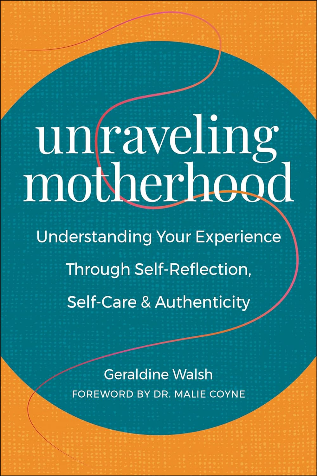 unraveling
motherhood
Understanding Your Experience
Through Self-Reflection,
Self-Care & Authenticity
Geraldine Walsh
FOREWORD BY DR. MALIE COYNE